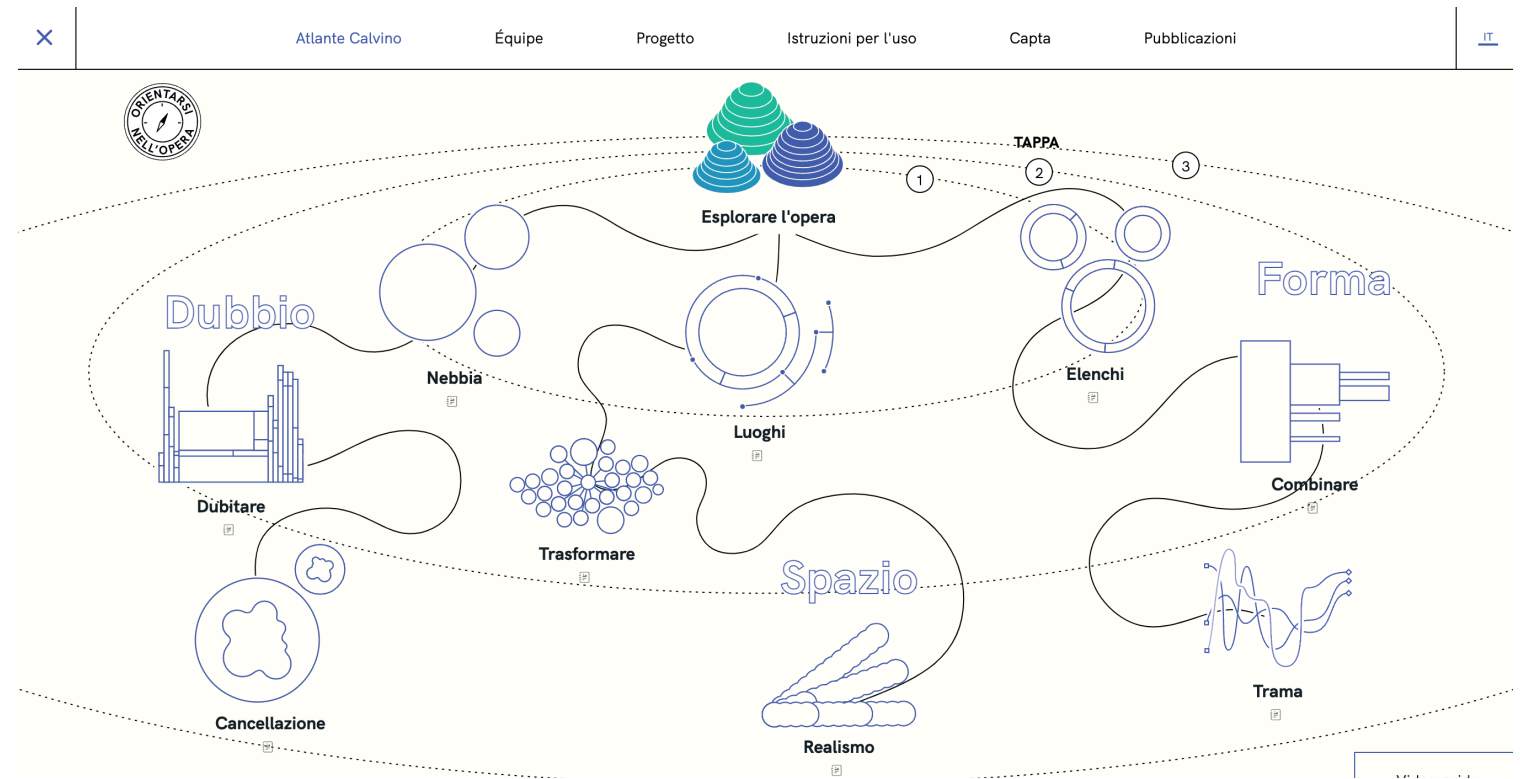 Atlante Calvino
Équipe
Progetto
Istruzioni per l'uso
Capta
Pubblicazioni
IT
ORIENTARSI
NELL'OPERA
TAPPA
1
2
3
Esplorare l'opera
Dubbio
Forma
Nebbia
Elenchi
Luoghi
Combinare
Dubitare
Trasformare
Spazio
Trama
Cancellazione
Realismo